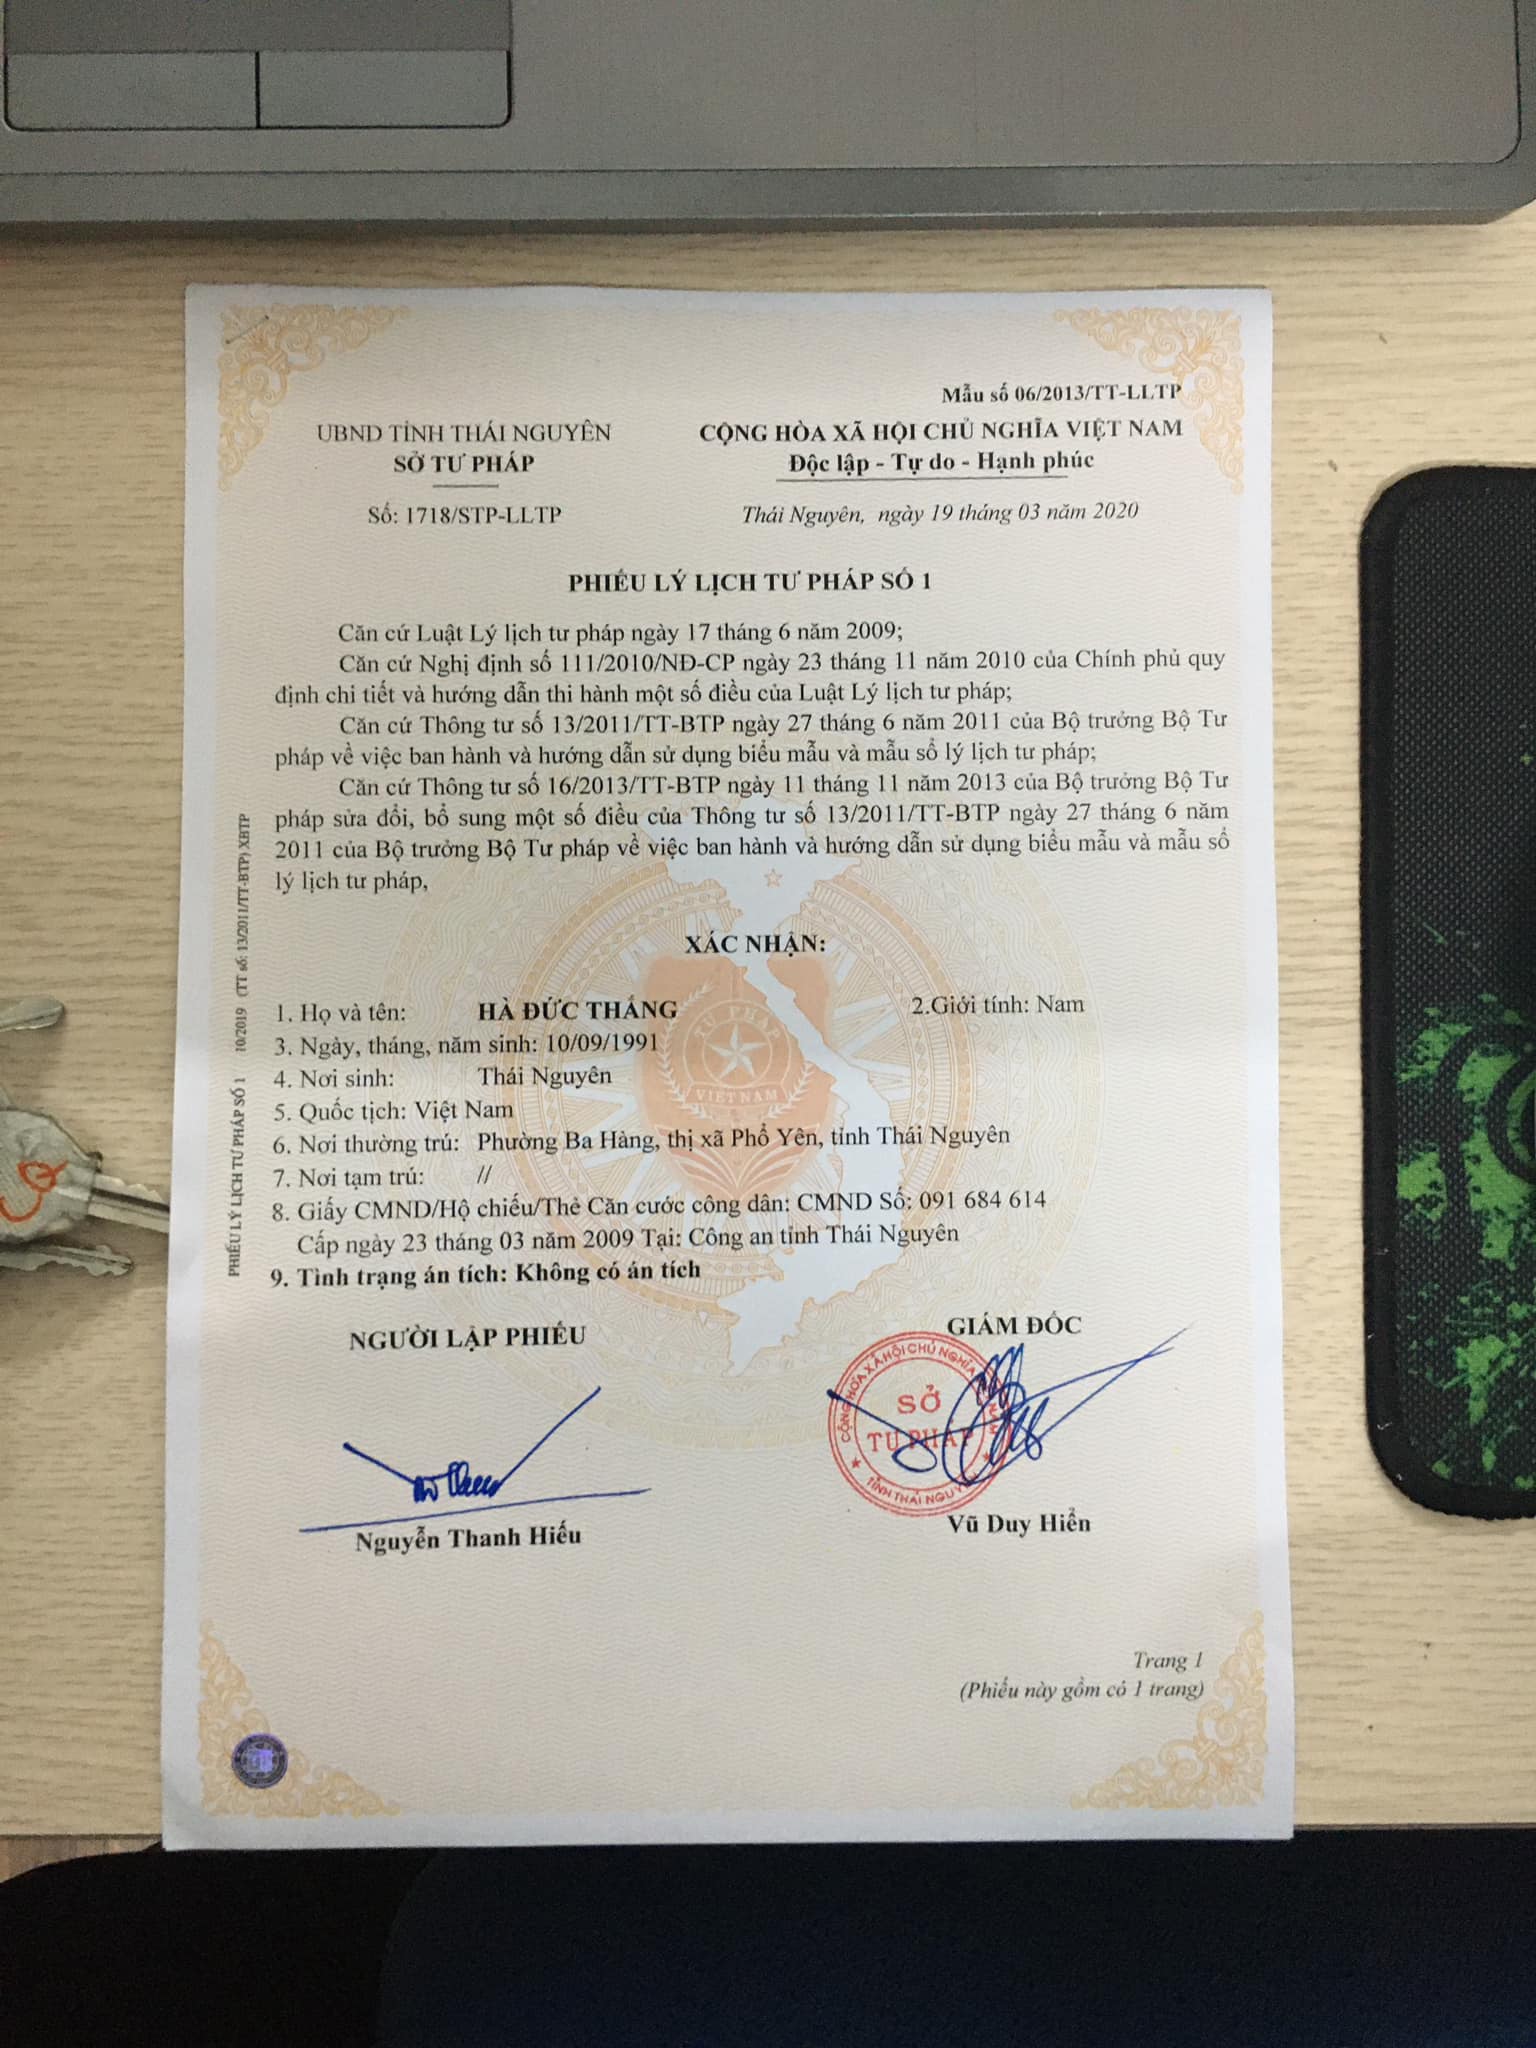 Mẫu số 06/2013/TT-LLTP
UBND TỈNH THÁI NGUYÊN
SỞ TƯ PHÁP
CỘNG HÒA XÃ HỘI CHỦ NGHĨA VIỆT NAM
Độc lập - Tự do - Hạnh phúc
Số: 1718/STP-LLTP
Thái Nguyên, ngày 19 tháng 03 năm 2020
PHIẾU LÝ LỊCH TƯ PHÁP SỐ 1
Căn cứ Luật Lý lịch tư pháp ngày 17 tháng 6 năm 2009;
Căn cứ Nghị định số 111/2010/NĐ-CP ngày 23 tháng 11 năm 2010 của Chính phủ quy
định chi tiết và hướng dẫn thi hành một số điều của Luật Lý lịch tư pháp;
Căn cứ Thông tư số 13/2011/TT-BTP ngày 27 tháng 6 năm 2011 của Bộ trưởng Bộ Tư
pháp về việc ban hành và hướng dẫn sử dụng biểu mẫu và mẫu sổ lý lịch tư pháp;
Căn cứ Thông tư số 16/2013/TT-BTP ngày 11 tháng 11 năm 2013 của Bộ trưởng Bộ Tư
pháp sửa đổi, bổ sung một số điều của Thông tư số 13/2011/TT-BTP ngày 27 tháng 6 năm
2011 của Bộ trưởng Bộ Tư pháp về việc ban hành và hướng dẫn sử dụng biểu mẫu và mẫu sổ
lý lịch tư pháp,
XÁC NHẬN:
1. Họ và tên: HÀ ĐỨC THẮNG 2.Giới tính: Nam
3. Ngày, tháng, năm sinh: 10/09/1991
4. Nơi sinh: Thái Nguyên
5. Quốc tịch: Việt Nam
6. Nơi thường trú: Phường Ba Hàng, thị xã Phổ Yên, tỉnh Thái Nguyên
7. Nơi tạm trú: //
8. Giấy CMND/Hộ chiếu/Thẻ Căn cước công dân: CMND Số: 091 684 614
Cấp ngày 23 tháng 03 năm 2009 Tại: Công an tỉnh Thái Nguyên
9. Tình trạng án tích: Không có án tích
TƯ PHÁP
VIỆT NAM
NGƯỜI LẬP PHIẾU
GIÁM ĐỐC
CỘNG HÒA XÃ HỘI CHỦ NGHĨA
SỞ
TƯ PHÁP
TỈNH THÁI NGUYÊN
Nguyễn Thanh Hiếu
Vũ Duy Hiển
Trang 1
(Phiếu này gồm có 1 trang)
PHIẾU LÝ LỊCH TƯ PHÁP SỐ 1 10/2019 (TT số: 13/2011/TT-BTP) XBTP